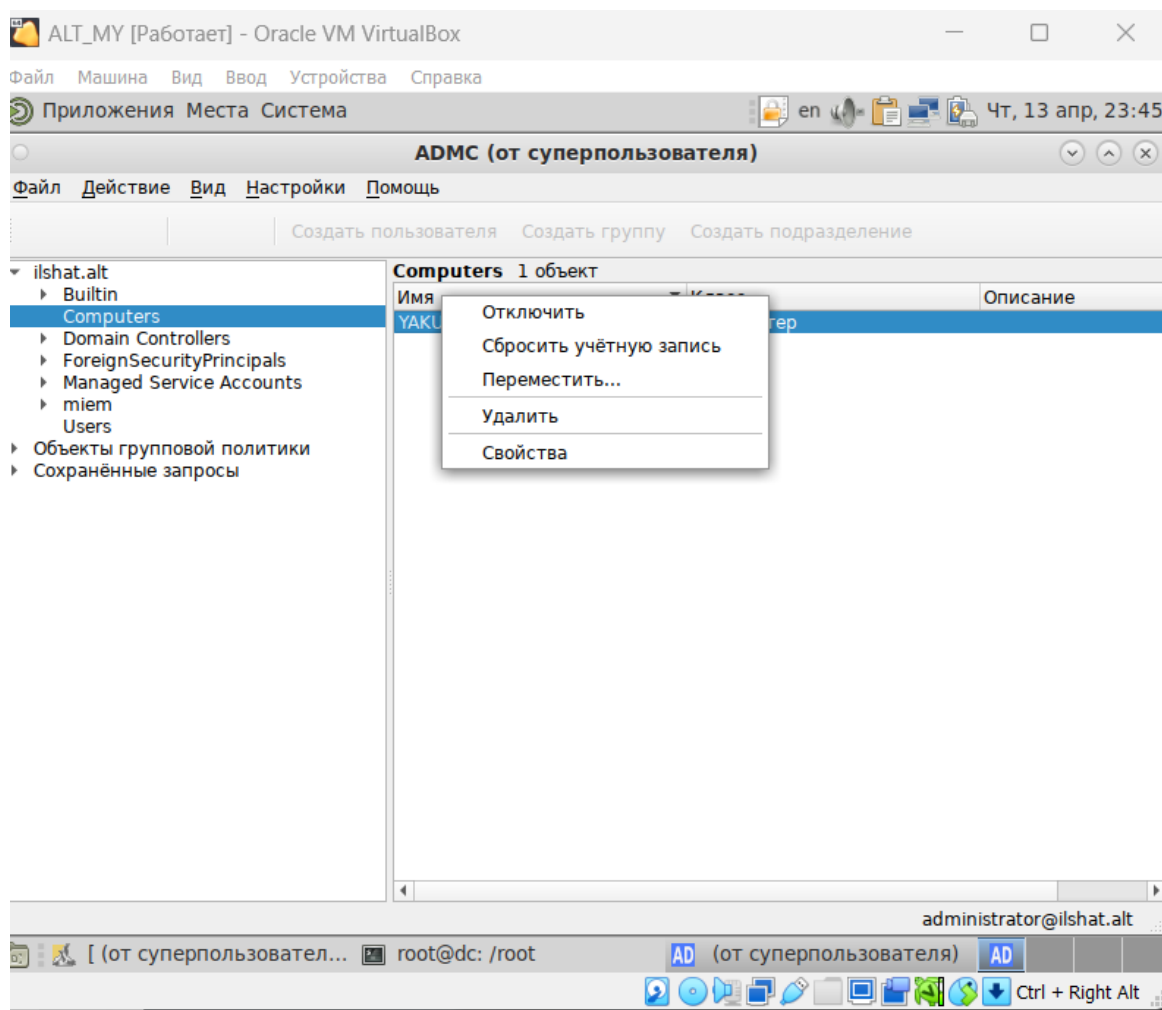 ALT_MY [Работает] - Oracle VM VirtualBox
Файл Машина Вид Ввод Устройства Справка
Приложения Места Система en Чт, 13 апр, 23:45
ADMC (от суперпользователя)
Файл Действие Вид Настройки Помощь
Создать пользователя Создать группу Создать подразделение
ilshat.alt
Builtin
Computers
Domain Controllers
ForeignSecurityPrincipals
Managed Service Accounts
miem
Users
Объекты групповой политики
Сохранённые запросы
Computers 1 объект
Имя Класс Описание
YAKU тер
Отключить
Сбросить учётную запись
Переместить...
Удалить
Свойства
administrator@ilshat.alt
[ (от суперпользовател... root@dc: /root AD (от суперпользователя) AD
Ctrl + Right Alt